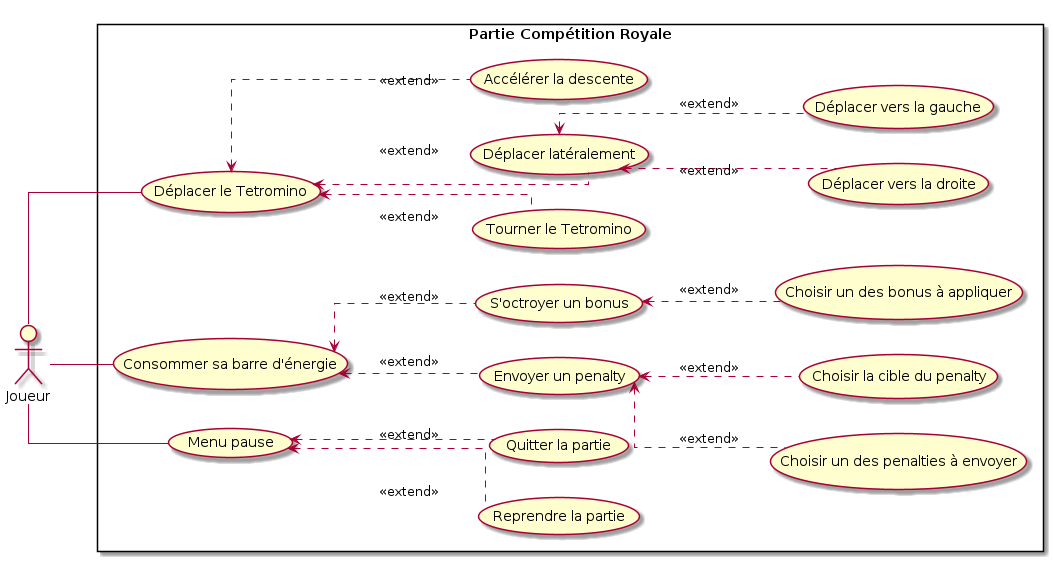 Partie Compétition Royale
«extend»
Accélérer la descente
«extend»
Déplacer vers la gauche
«extend»
Déplacer latéralement
«extend»
Déplacer vers la droite
Déplacer le Tetromino
«extend»
Tourner le Tetromino
«extend»
S'octroyer un bonus
«extend»
Choisir un des bonus à appliquer
Consommer sa barre d'énergie
«extend»
Envoyer un penalty
«extend»
Choisir la cible du penalty
Joueur
Menu pause
«extend»
Quitter la partie
«extend»
Choisir un des penalties à envoyer
«extend»
Reprendre la partie